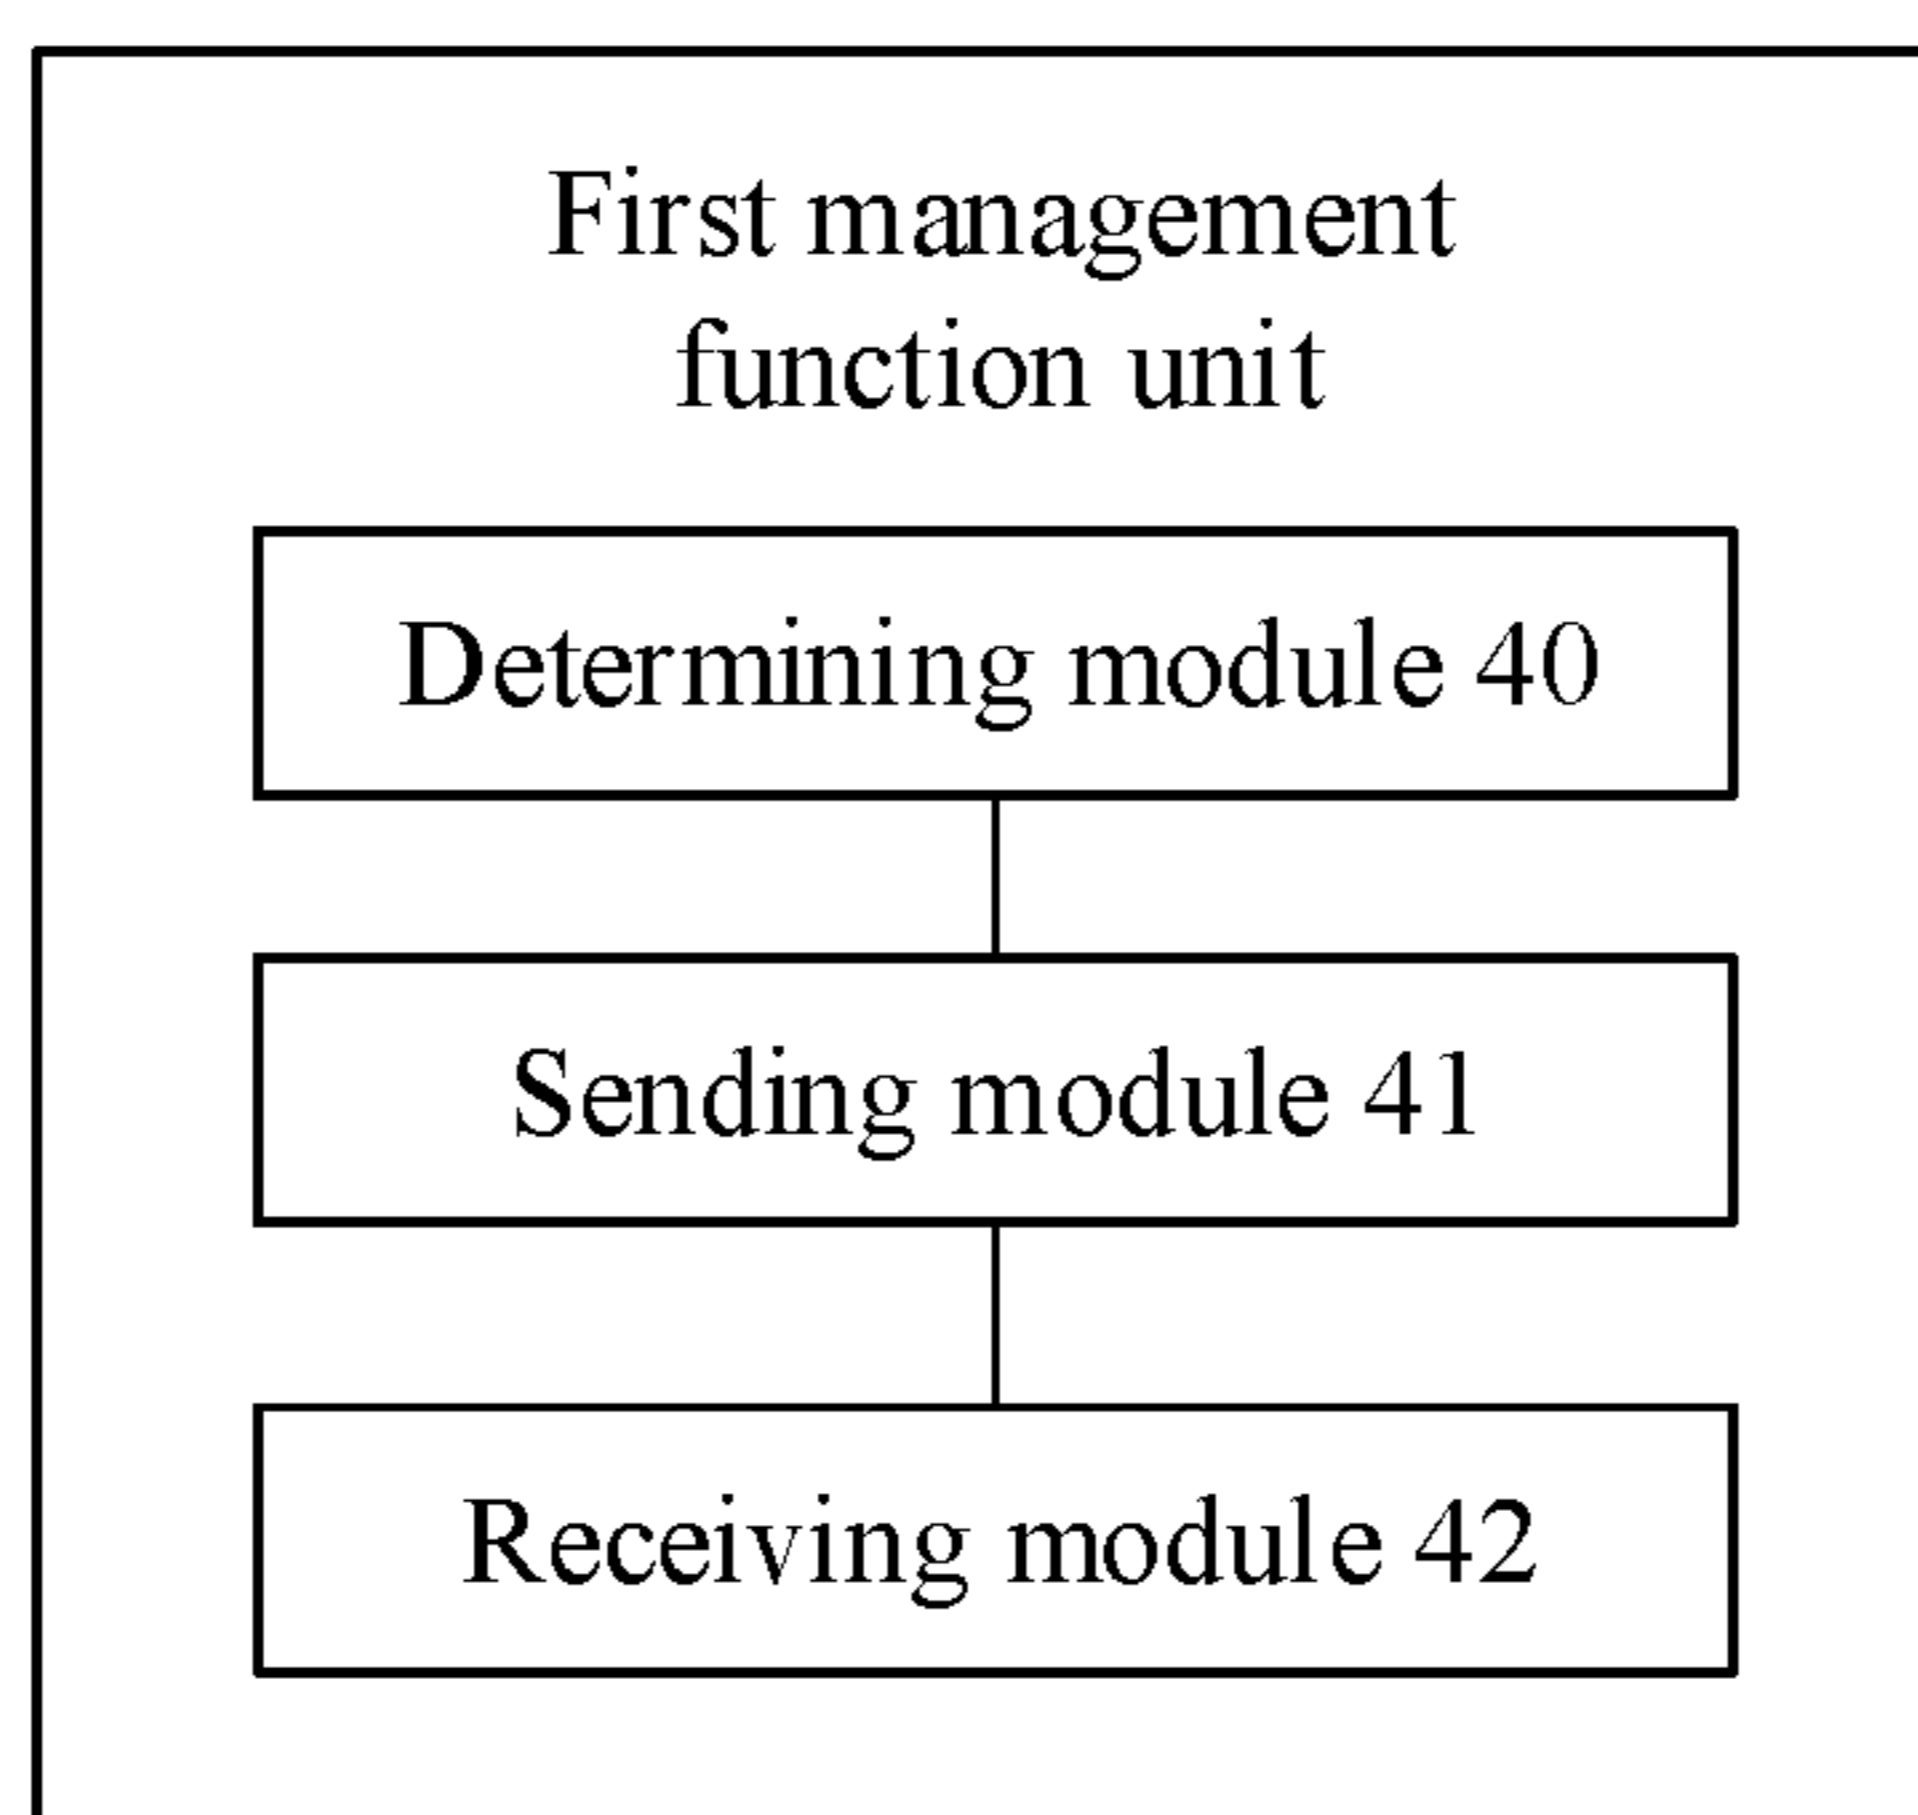 First management
function unit
Determining module 40
Sending module 41
Receiving module 42